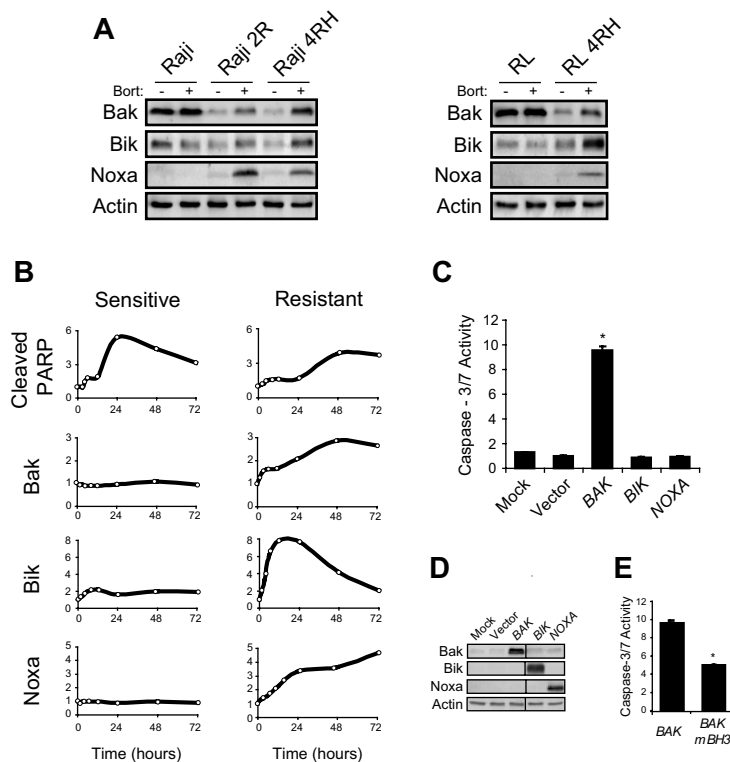 A
Raji Raji 2R Raji 4RH
Bort: - + - + - +
Bak
Bik
Noxa
Actin
RL RL 4RH
Bort: - + - +
Bak
Bik
Noxa
Actin
B
Sensitive Resistant
Cleaved PARP
6
3
0
0 24 48 72
6
3
0
0 24 48 72
Bak
3
2
1
0
0 24 48 72
3
2
1
0
0 24 48 72
Bik
8
6
4
2
0
0 24 48 72
8
6
4
2
0
0 24 48 72
Noxa
5
4
3
2
1
0
0 24 48 72
5
4
3
2
1
0
0 24 48 72
Time (hours) Time (hours)
C
Caspase - 3/7 Activity
12
10
8
6
4
2
0
*
Mock Vector BAK BIK NOXA
D
Mock Vector BAK BIK NOXA
Bak
Bik
Noxa
Actin
E
Caspase-3/7 Activity
12
10
8
6
4
2
0
*
BAK BAK
mBH3